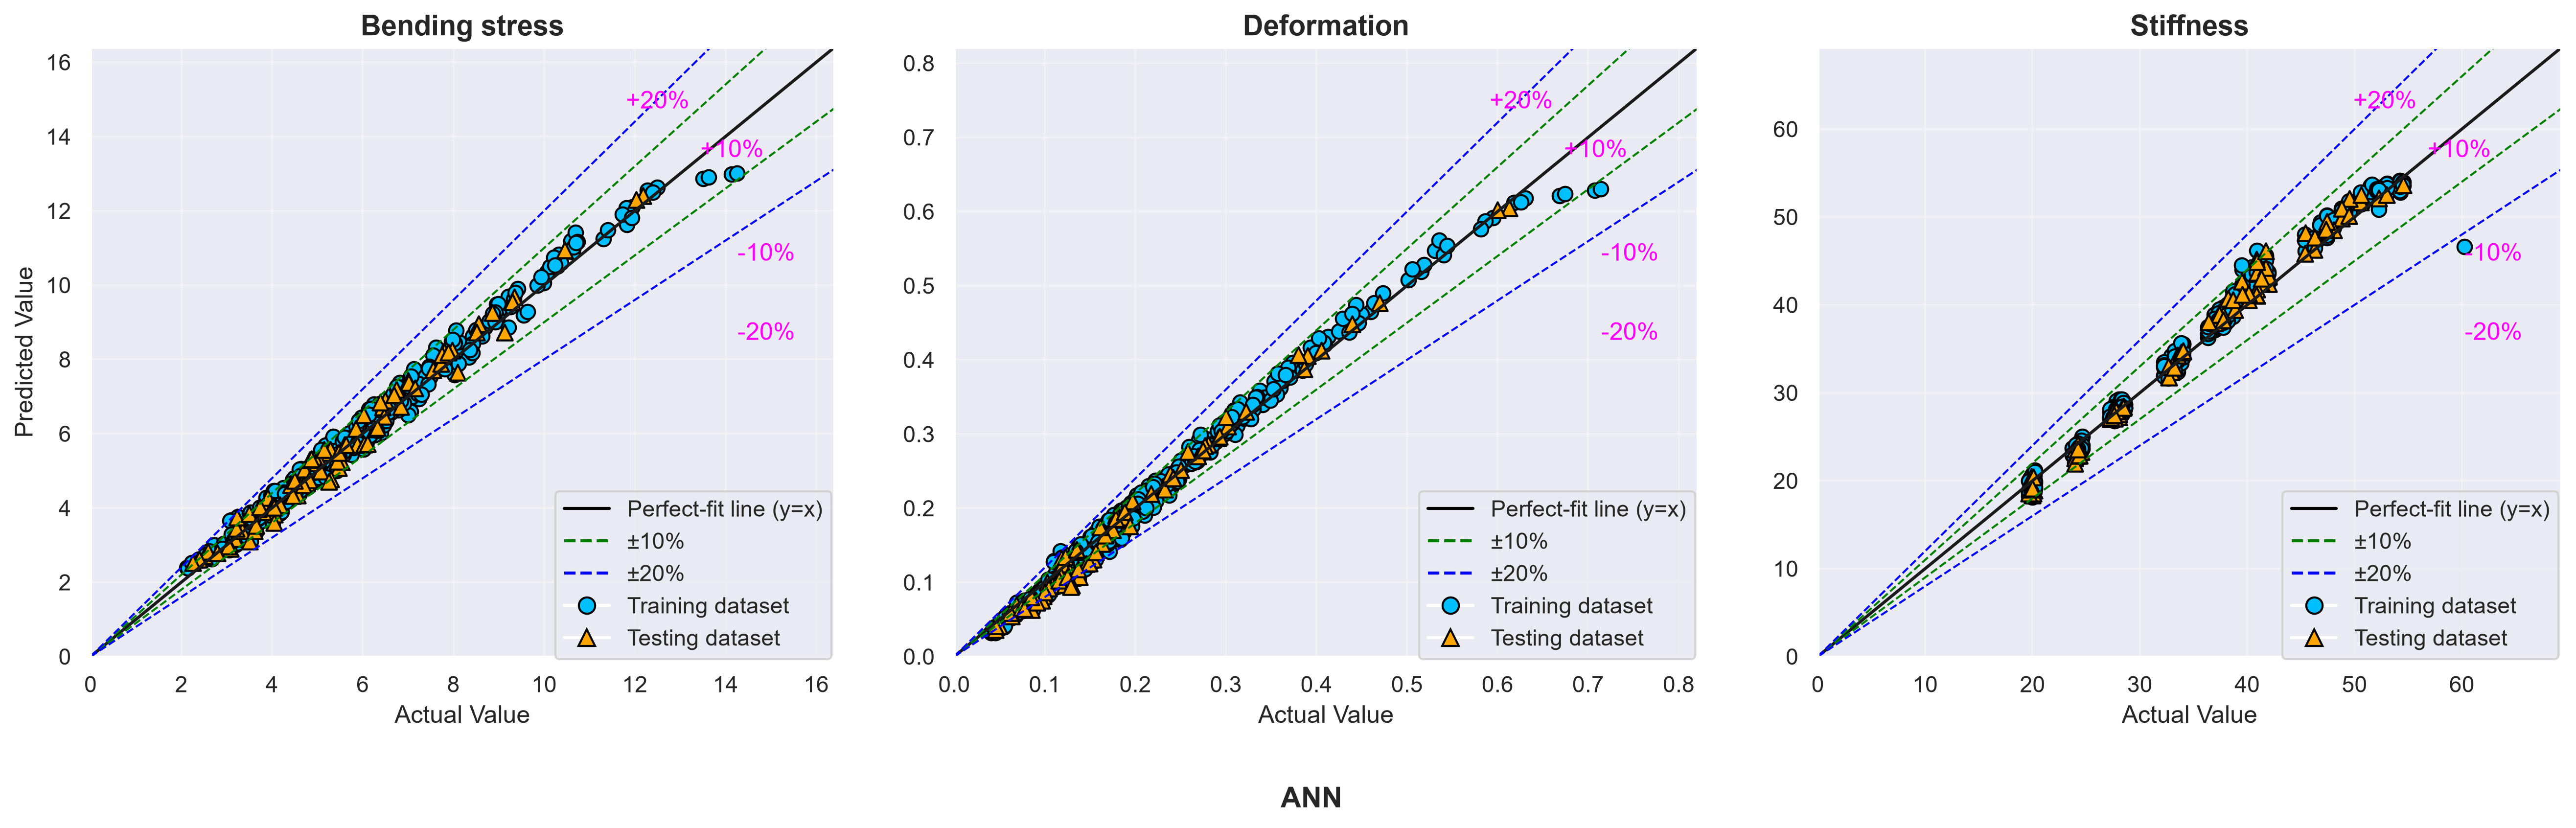 Bending stress
Deformation
Stiffness
Predicted Value
16
14
12
10
8
6
4
2
0
+20%
+10%
-10%
-20%
Perfect-fit line (y=x)
±10%
±20%
Training dataset
Testing dataset
0 2 4 6 8 10 12 14 16
Actual Value
0.8
0.7
0.6
0.5
0.4
0.3
0.2
0.1
0.0
+20%
+10%
-10%
-20%
Perfect-fit line (y=x)
±10%
±20%
Training dataset
Testing dataset
0.0 0.1 0.2 0.3 0.4 0.5 0.6 0.7 0.8
Actual Value
60
50
40
30
20
10
0
+20%
+10%
-10%
-20%
Perfect-fit line (y=x)
±10%
±20%
Training dataset
Testing dataset
0 10 20 30 40 50 60
Actual Value
ANN